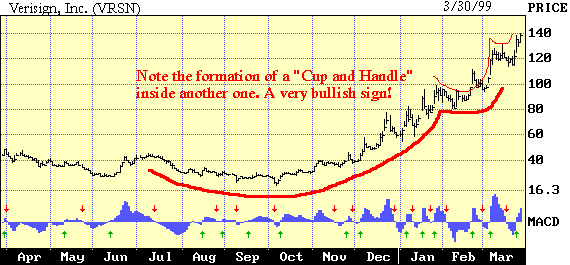 Verisign, Inc. (VRSN) 3/30/99 PRICE
140
120
Note the formation of a "Cup and Handle"
inside another one. A very bullish sign!
100
80
60
40
16.3
MACD
Apr May Jun Jul Aug Sep Oct Nov Dec Jan Feb Mar